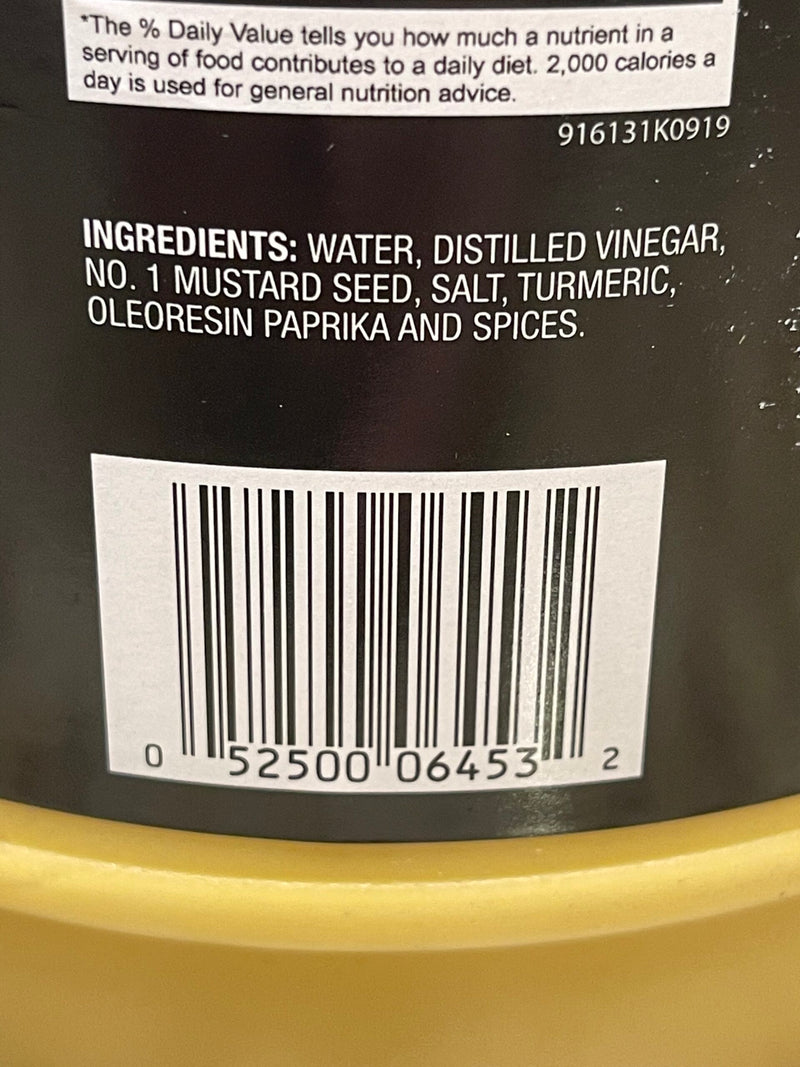 *The % Daily Value tells you how much a nutrient in a
serving of food contributes to a daily diet. 2,000 calories a
day is used for general nutrition advice.
916131K0919
INGREDIENTS: WATER, DISTILLED VINEGAR,
NO. 1 MUSTARD SEED, SALT, TURMERIC,
OLEORESIN PAPRIKA AND SPICES.
0 52500 06453 2